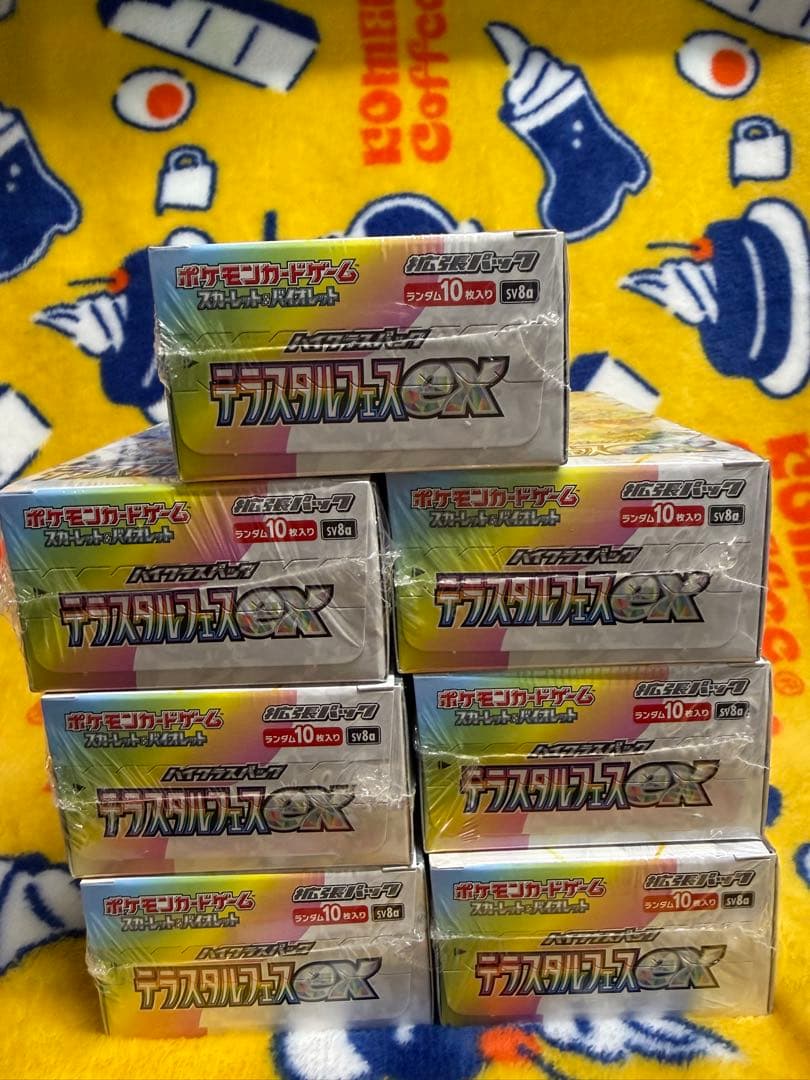 KOME
Coffee
ポケモンカードゲーム
スカーレット&バイオレット
拡張パック
ランダム10枚入り sv8a
ハイクラスパック
テラスタルフェスex
ポケモンカードゲーム
スカーレット&バイオレット
拡張パック
ランダム10枚入り sv8a
ハイクラスパック
テラスタルフェスex
ポケモンカードゲーム
スカーレット&バイオレット
拡張パック
ランダム10枚入り sv8a
ハイクラスパック
テラスタルフェスex
ポケモンカードゲーム
スカーレット&バイオレット
拡張パック
ランダム10枚入り sv8a
ハイクラスパック
テラスタルフェスex
ポケモンカードゲーム
スカーレット&バイオレット
拡張パック
ランダム10枚入り sv8a
ハイクラスパック
テラスタルフェスex
ポケモンカードゲーム
スカーレット&バイオレット
拡張パック
ランダム10枚入り sv8a
ハイクラスパック
テラスタルフェスex
ポケモンカードゲーム
スカーレット&バイオレット
拡張パック
ランダム10枚入り sv8a
ハイクラスパック
テラスタルフェスex